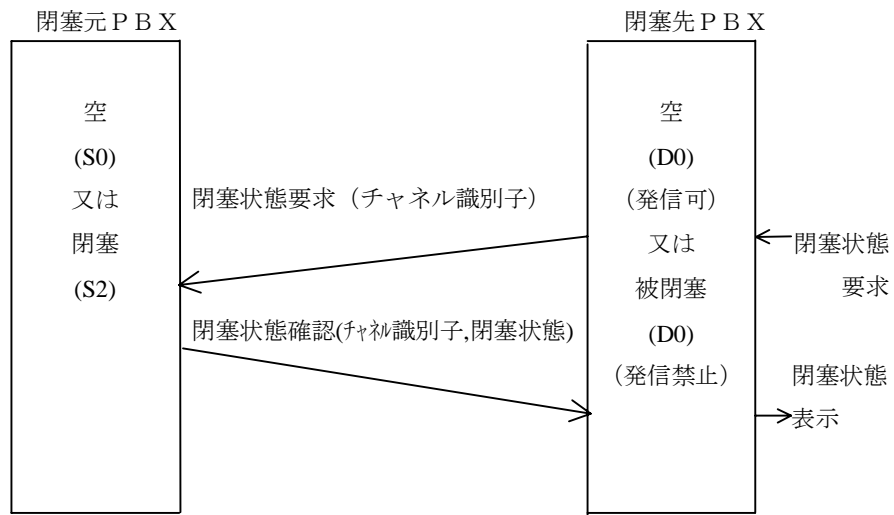 閉塞元ＰＢＸ
閉塞先ＰＢＸ
空
(S0)
又は
閉塞
(S2)
閉塞状態要求（チャネル識別子）
閉塞状態確認(ﾁｬﾈﾙ識別子,閉塞状態)
空
(D0)
（発信可）
又は
被閉塞
(D0)
（発信禁止）
閉塞状態
要求
閉塞状態
表示